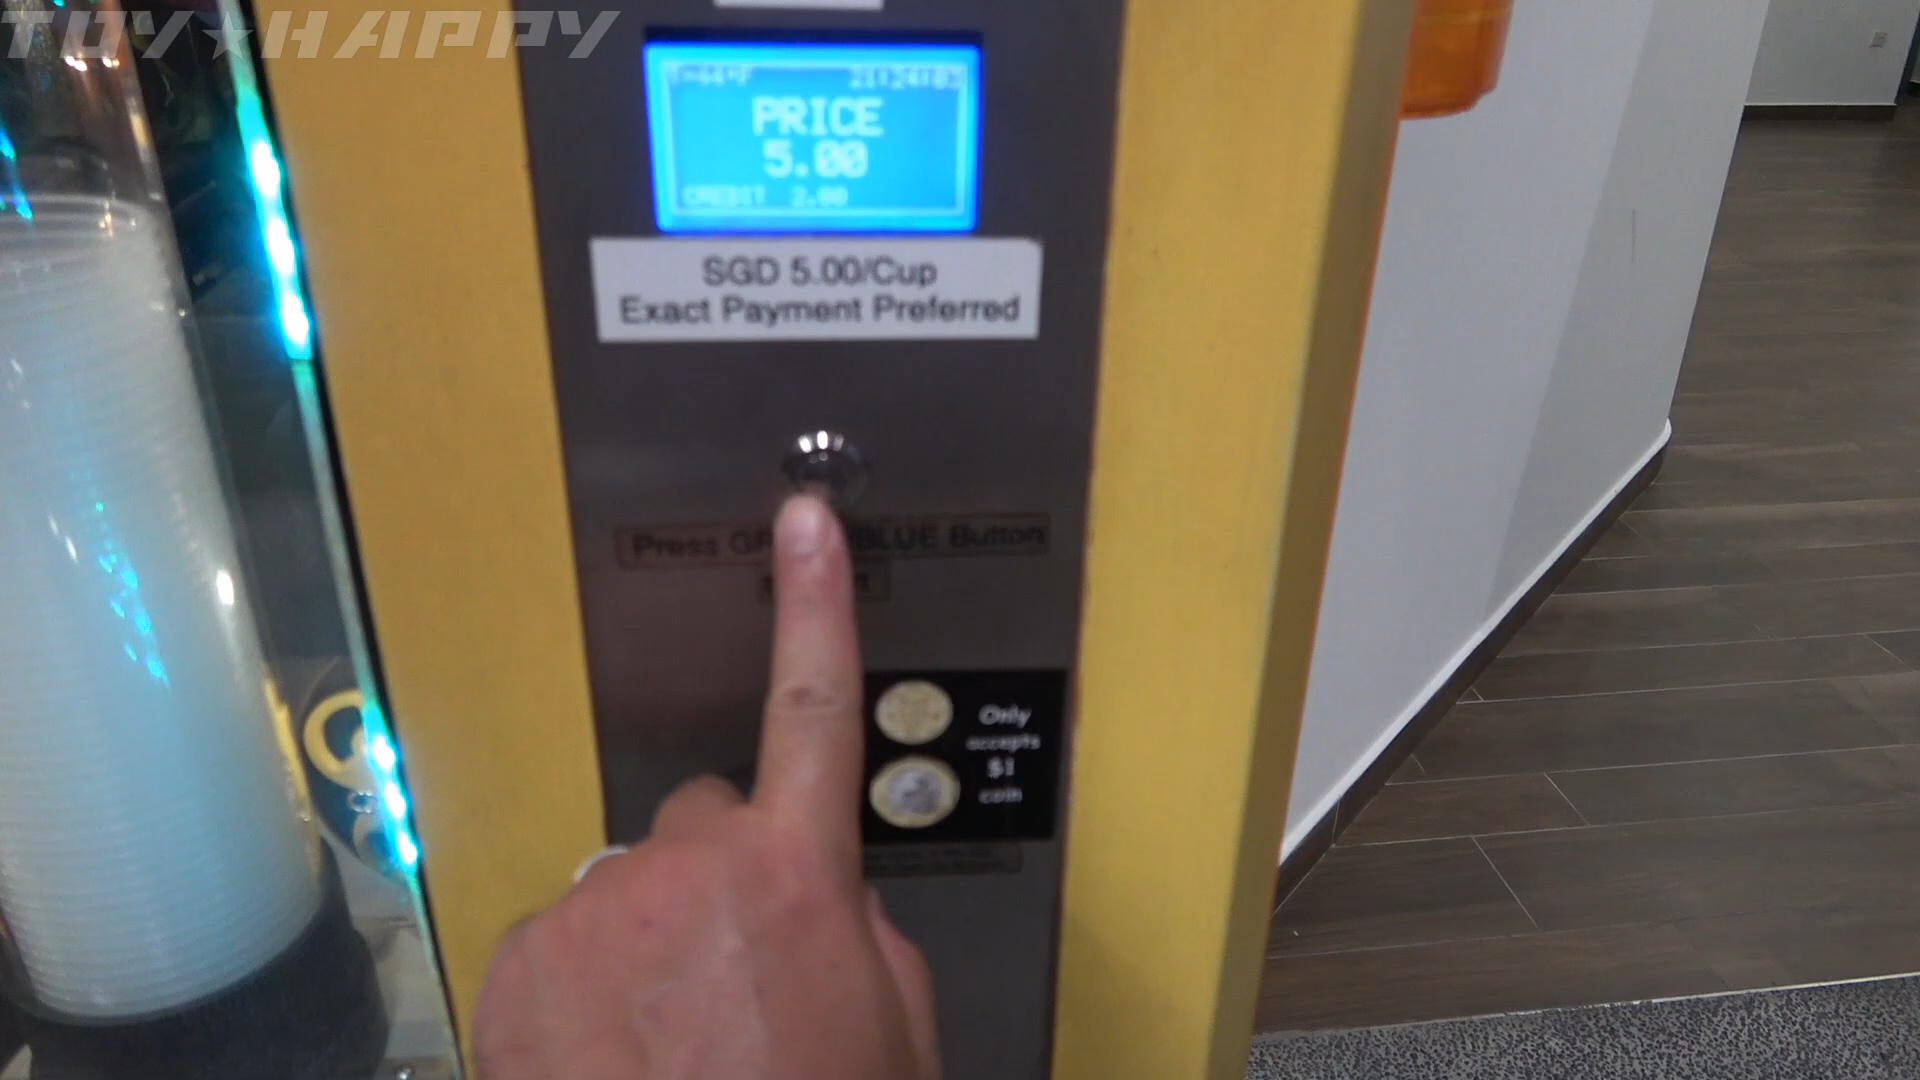 TOY★HAPPY
PRICE
5.00
CREDIT 2.00
SGD 5.00/Cup
Exact Payment Preferred
Press BLUE Button
Only
accepts
$1
coin